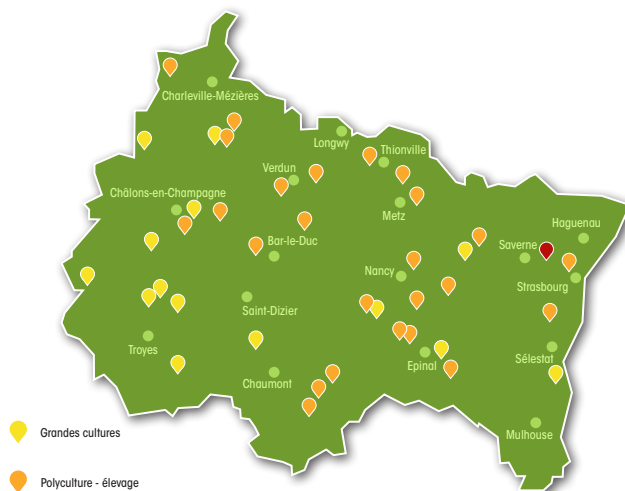 Charleville-Mézières
Longwy
Thionville
Verdun
Châlons-en-Champagne
Metz
Haguenau
Bar-le-Duc
Saverne
Nancy
Strasbourg
Saint-Dizier
Troyes
Epinal
Sélestat
Chaumont
Mulhouse
Grandes cultures
Polyculture - élevage